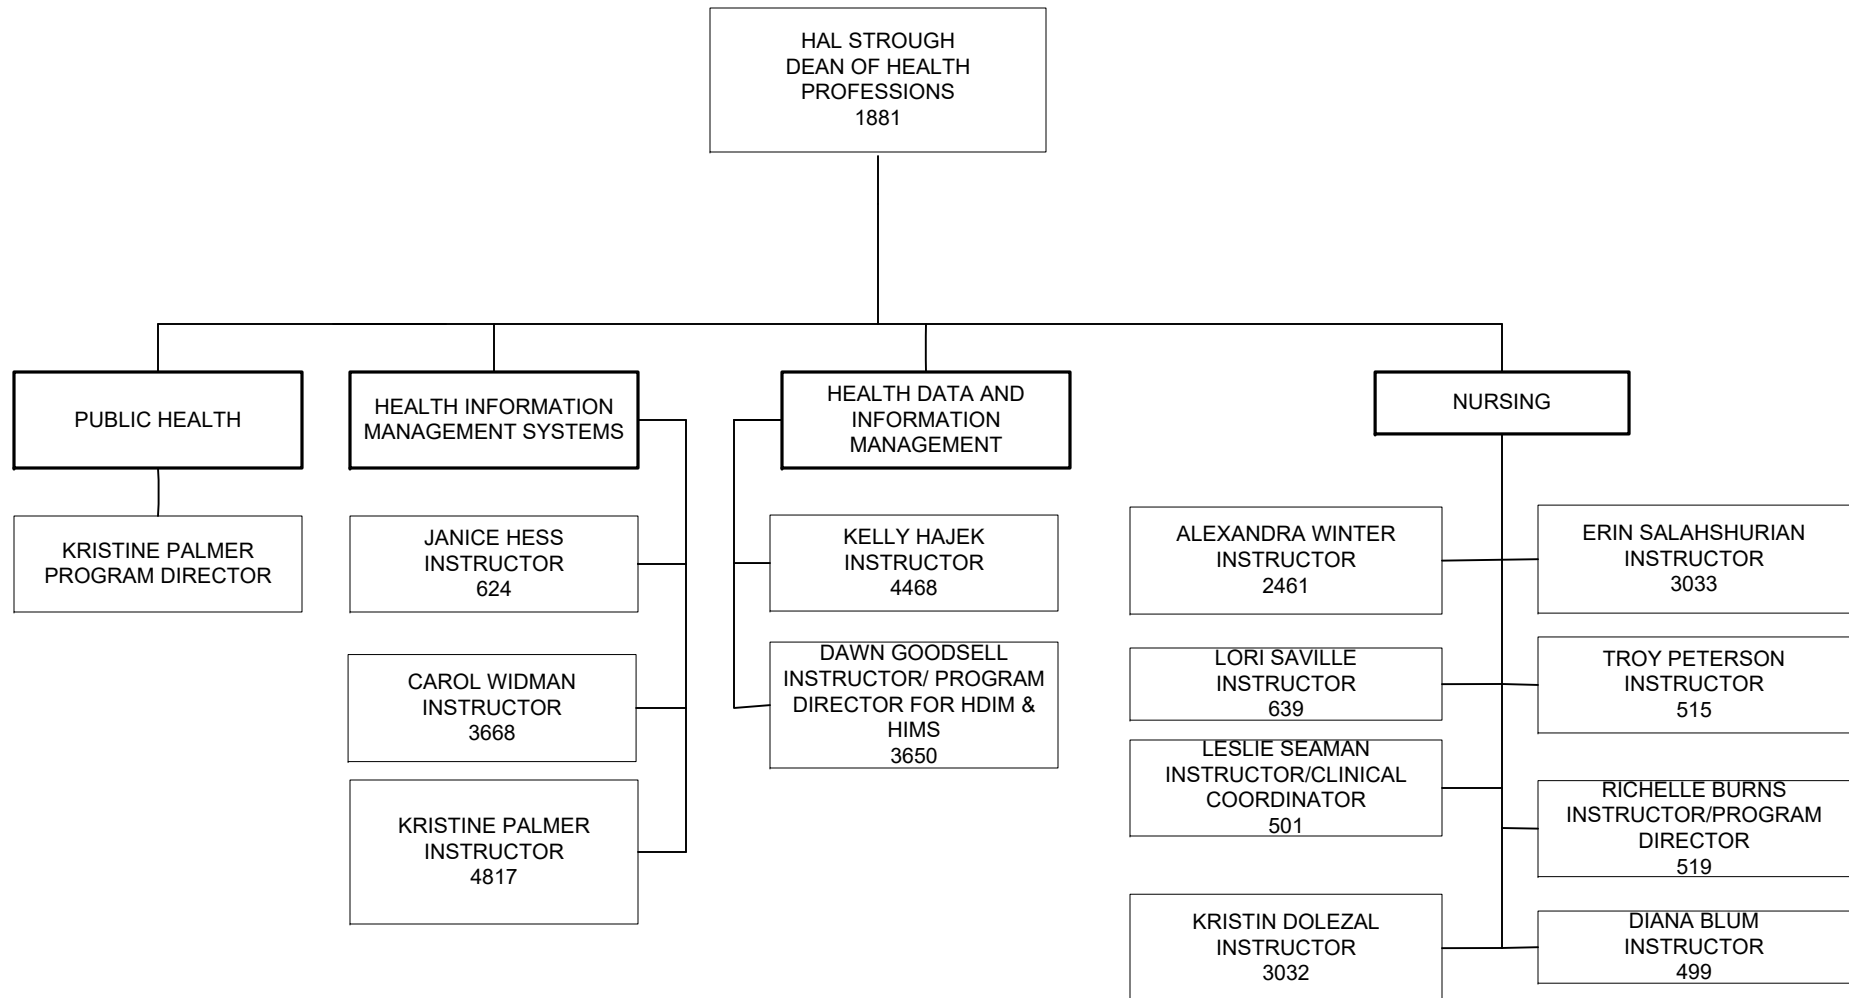 HAL STROUGH
DEAN OF HEALTH
PROFESSIONS
1881
PUBLIC HEALTH
KRISTINE PALMER
PROGRAM DIRECTOR
HEALTH INFORMATION
MANAGEMENT SYSTEMS
JANICE HESS
INSTRUCTOR
624
CAROL WIDMAN
INSTRUCTOR
3668
KRISTINE PALMER
INSTRUCTOR
4817
HEALTH DATA AND
INFORMATION
MANAGEMENT
KELLY HAJEK
INSTRUCTOR
4468
DAWN GOODSELL
INSTRUCTOR/ PROGRAM
DIRECTOR FOR HDIM &
HIMS
3650
NURSING
ALEXANDRA WINTER
INSTRUCTOR
2461
ERIN SALAHSHURIAN
INSTRUCTOR
3033
LORI SAVILLE
INSTRUCTOR
639
TROY PETERSON
INSTRUCTOR
515
LESLIE SEAMAN
INSTRUCTOR/CLINICAL
COORDINATOR
501
RICHELLE BURNS
INSTRUCTOR/PROGRAM
DIRECTOR
519
KRISTIN DOLEZAL
INSTRUCTOR
3032
DIANA BLUM
INSTRUCTOR
499